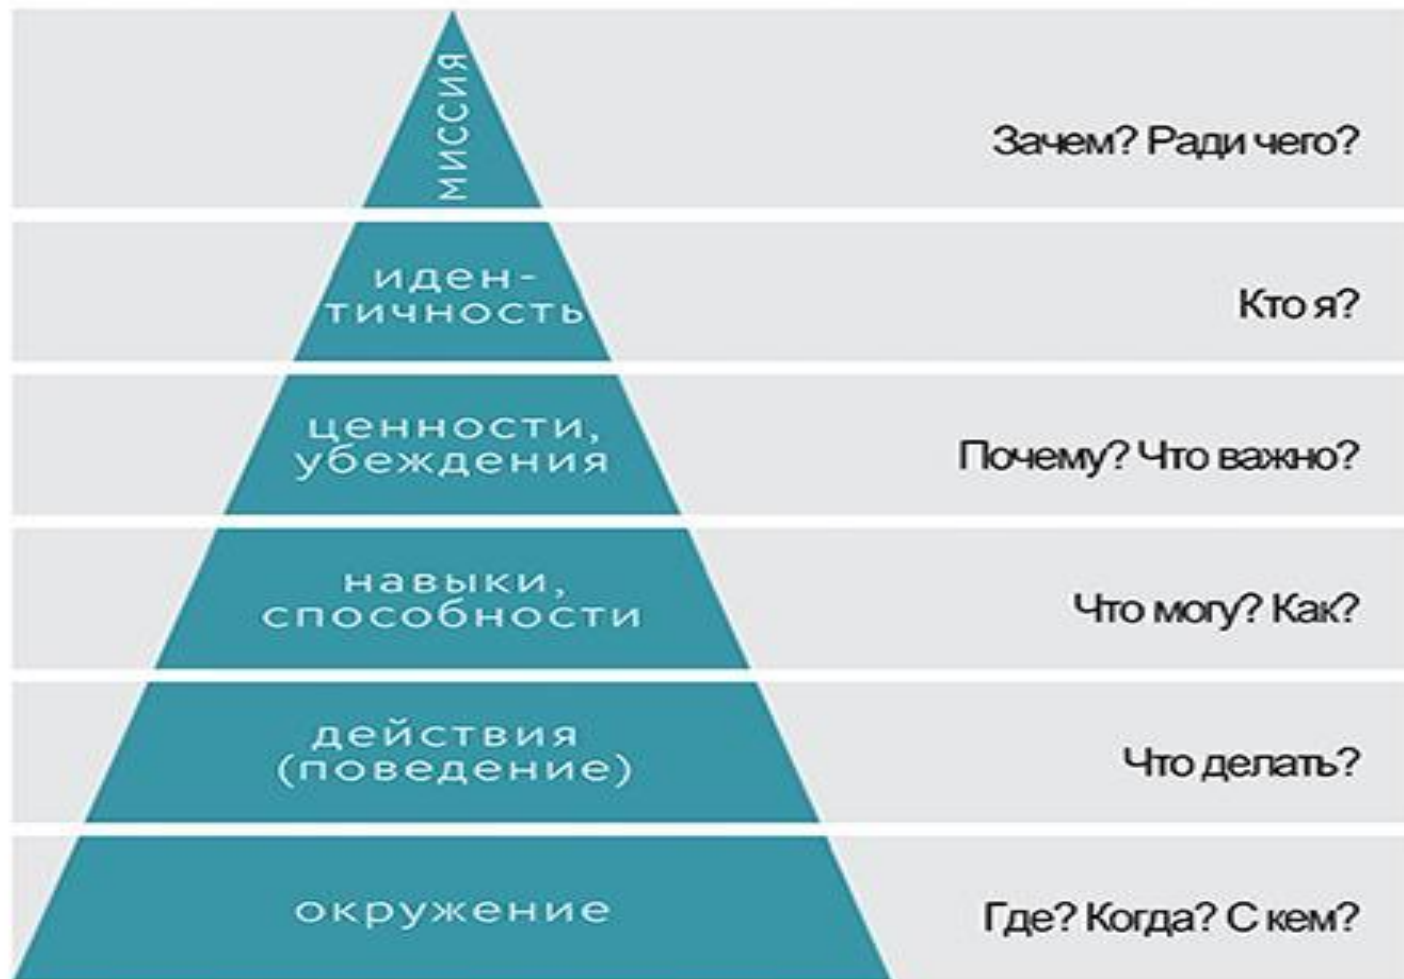 миссия
Зачем? Ради чего?
иден-
тичность
Кто я?
ценности,
убеждения
Почему? Что важно?
навыки,
способности
Что могу? Как?
действия
(поведение)
Что делать?
окружение
Где? Когда? С кем?